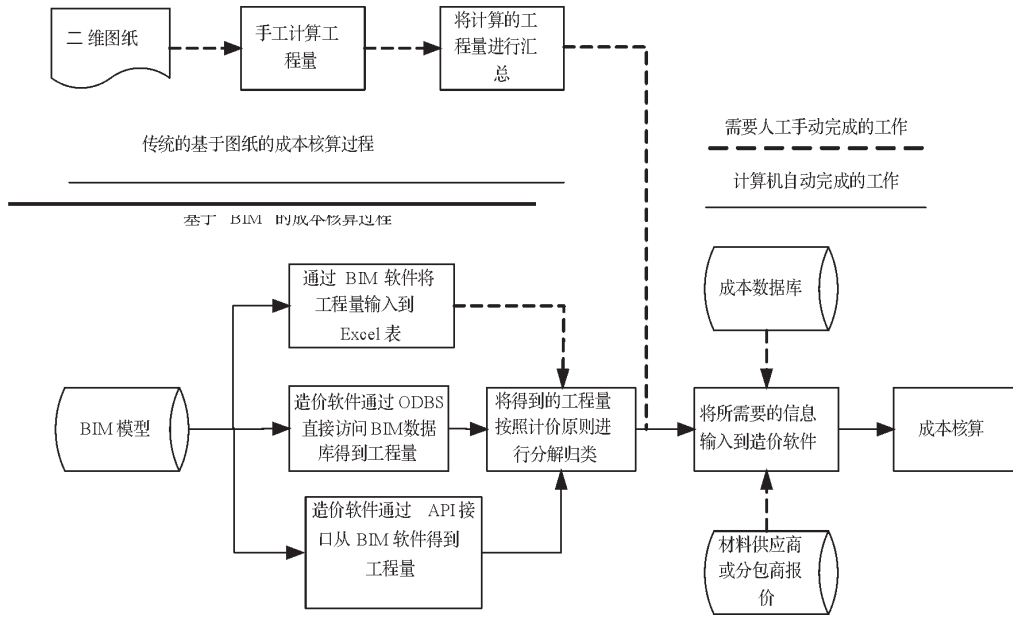 二 维图纸
手工计算工
程量
将计算的工
程量进行汇
总
传统的基于图纸的成本核算过程
需要人工手动完成的工作
计算机自动完成的工作
基于 BIM 的成本核算过程
通过 BIM 软件将
工程量输入到
Excel 表
成本数据库
BIM 模型
造价软件通过 ODBS
直接访问 BIM数据
库得到工程量
将得到的工程量
按照计价原则进
行分解归类
将所需要的信息
输入到造价软件
成本核算
造价软件通过 API 接
口从 BIM 软件得到
工程量
材料供应商
或分包商报
价